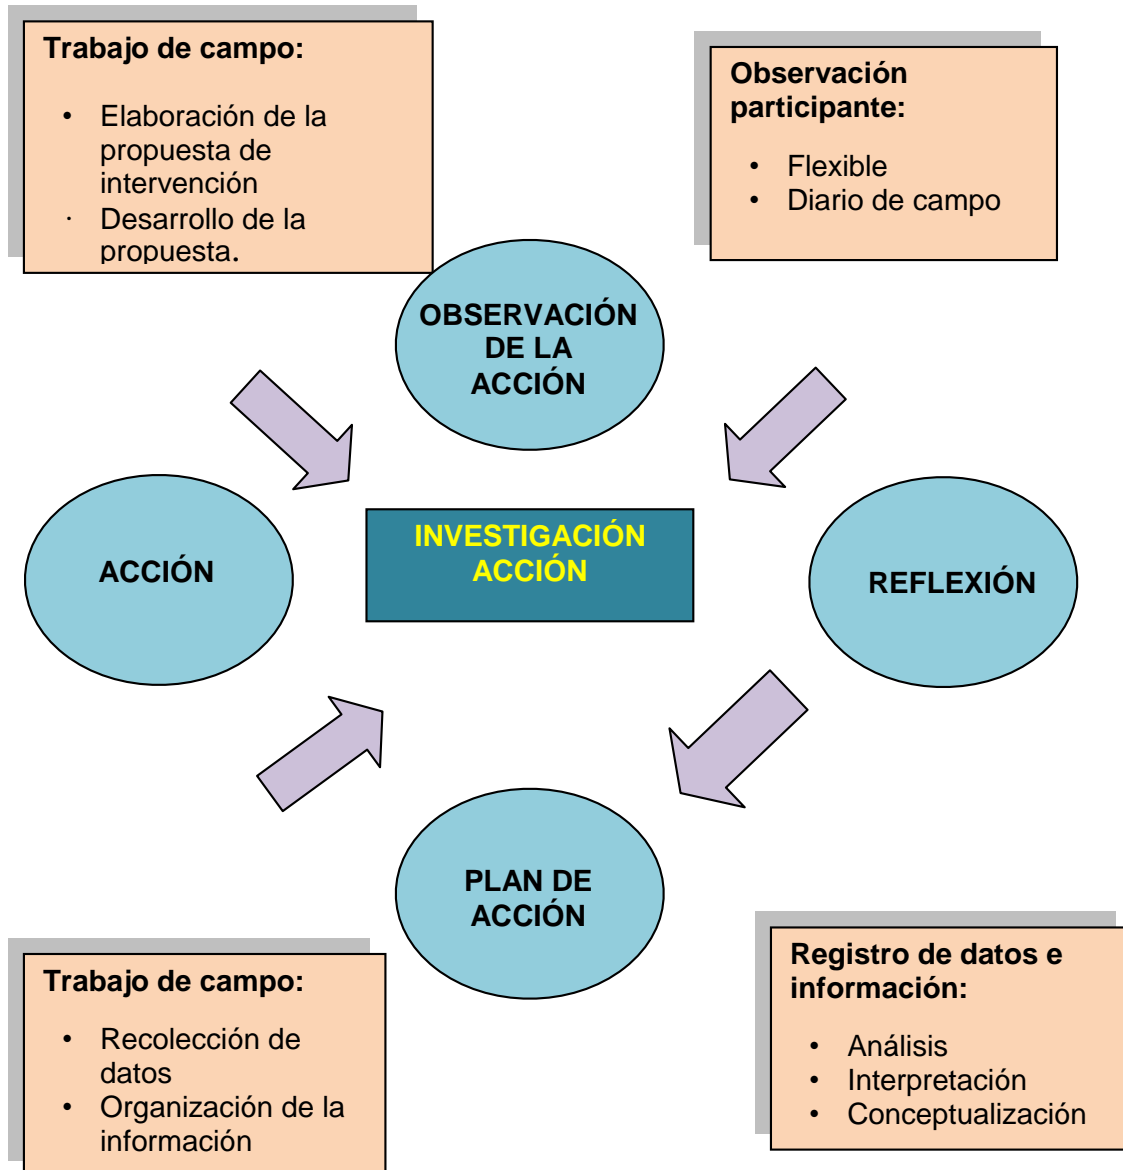 Trabajo de campo:
• Elaboración de la
propuesta de
intervención
· Desarrollo de la
propuesta.
Observación
participante:
• Flexible
• Diario de campo
OBSERVACIÓN
DE LA
ACCIÓN
ACCIÓN
INVESTIGACIÓN
ACCIÓN
REFLEXIÓN
PLAN DE
ACCIÓN
Trabajo de campo:
• Recolección de
datos
• Organización de la
información
Registro de datos e
información:
• Análisis
• Interpretación
• Conceptualización